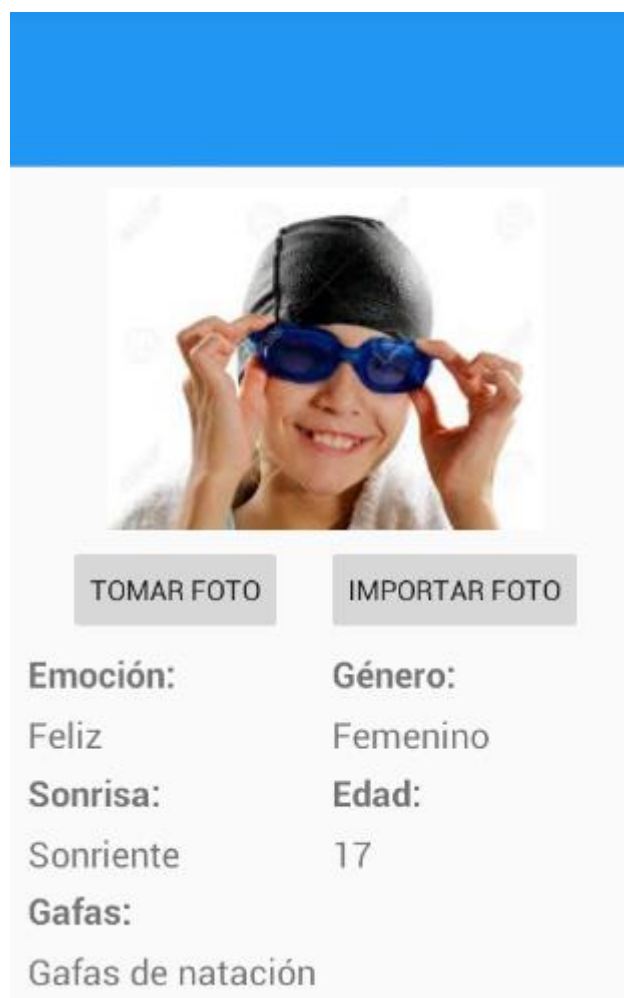 TOMAR FOTO IMPORTAR FOTO
Emoción: Género:
Feliz Femenino
Sonrisa: Edad:
Sonriente 17
Gafas:
Gafas de natación